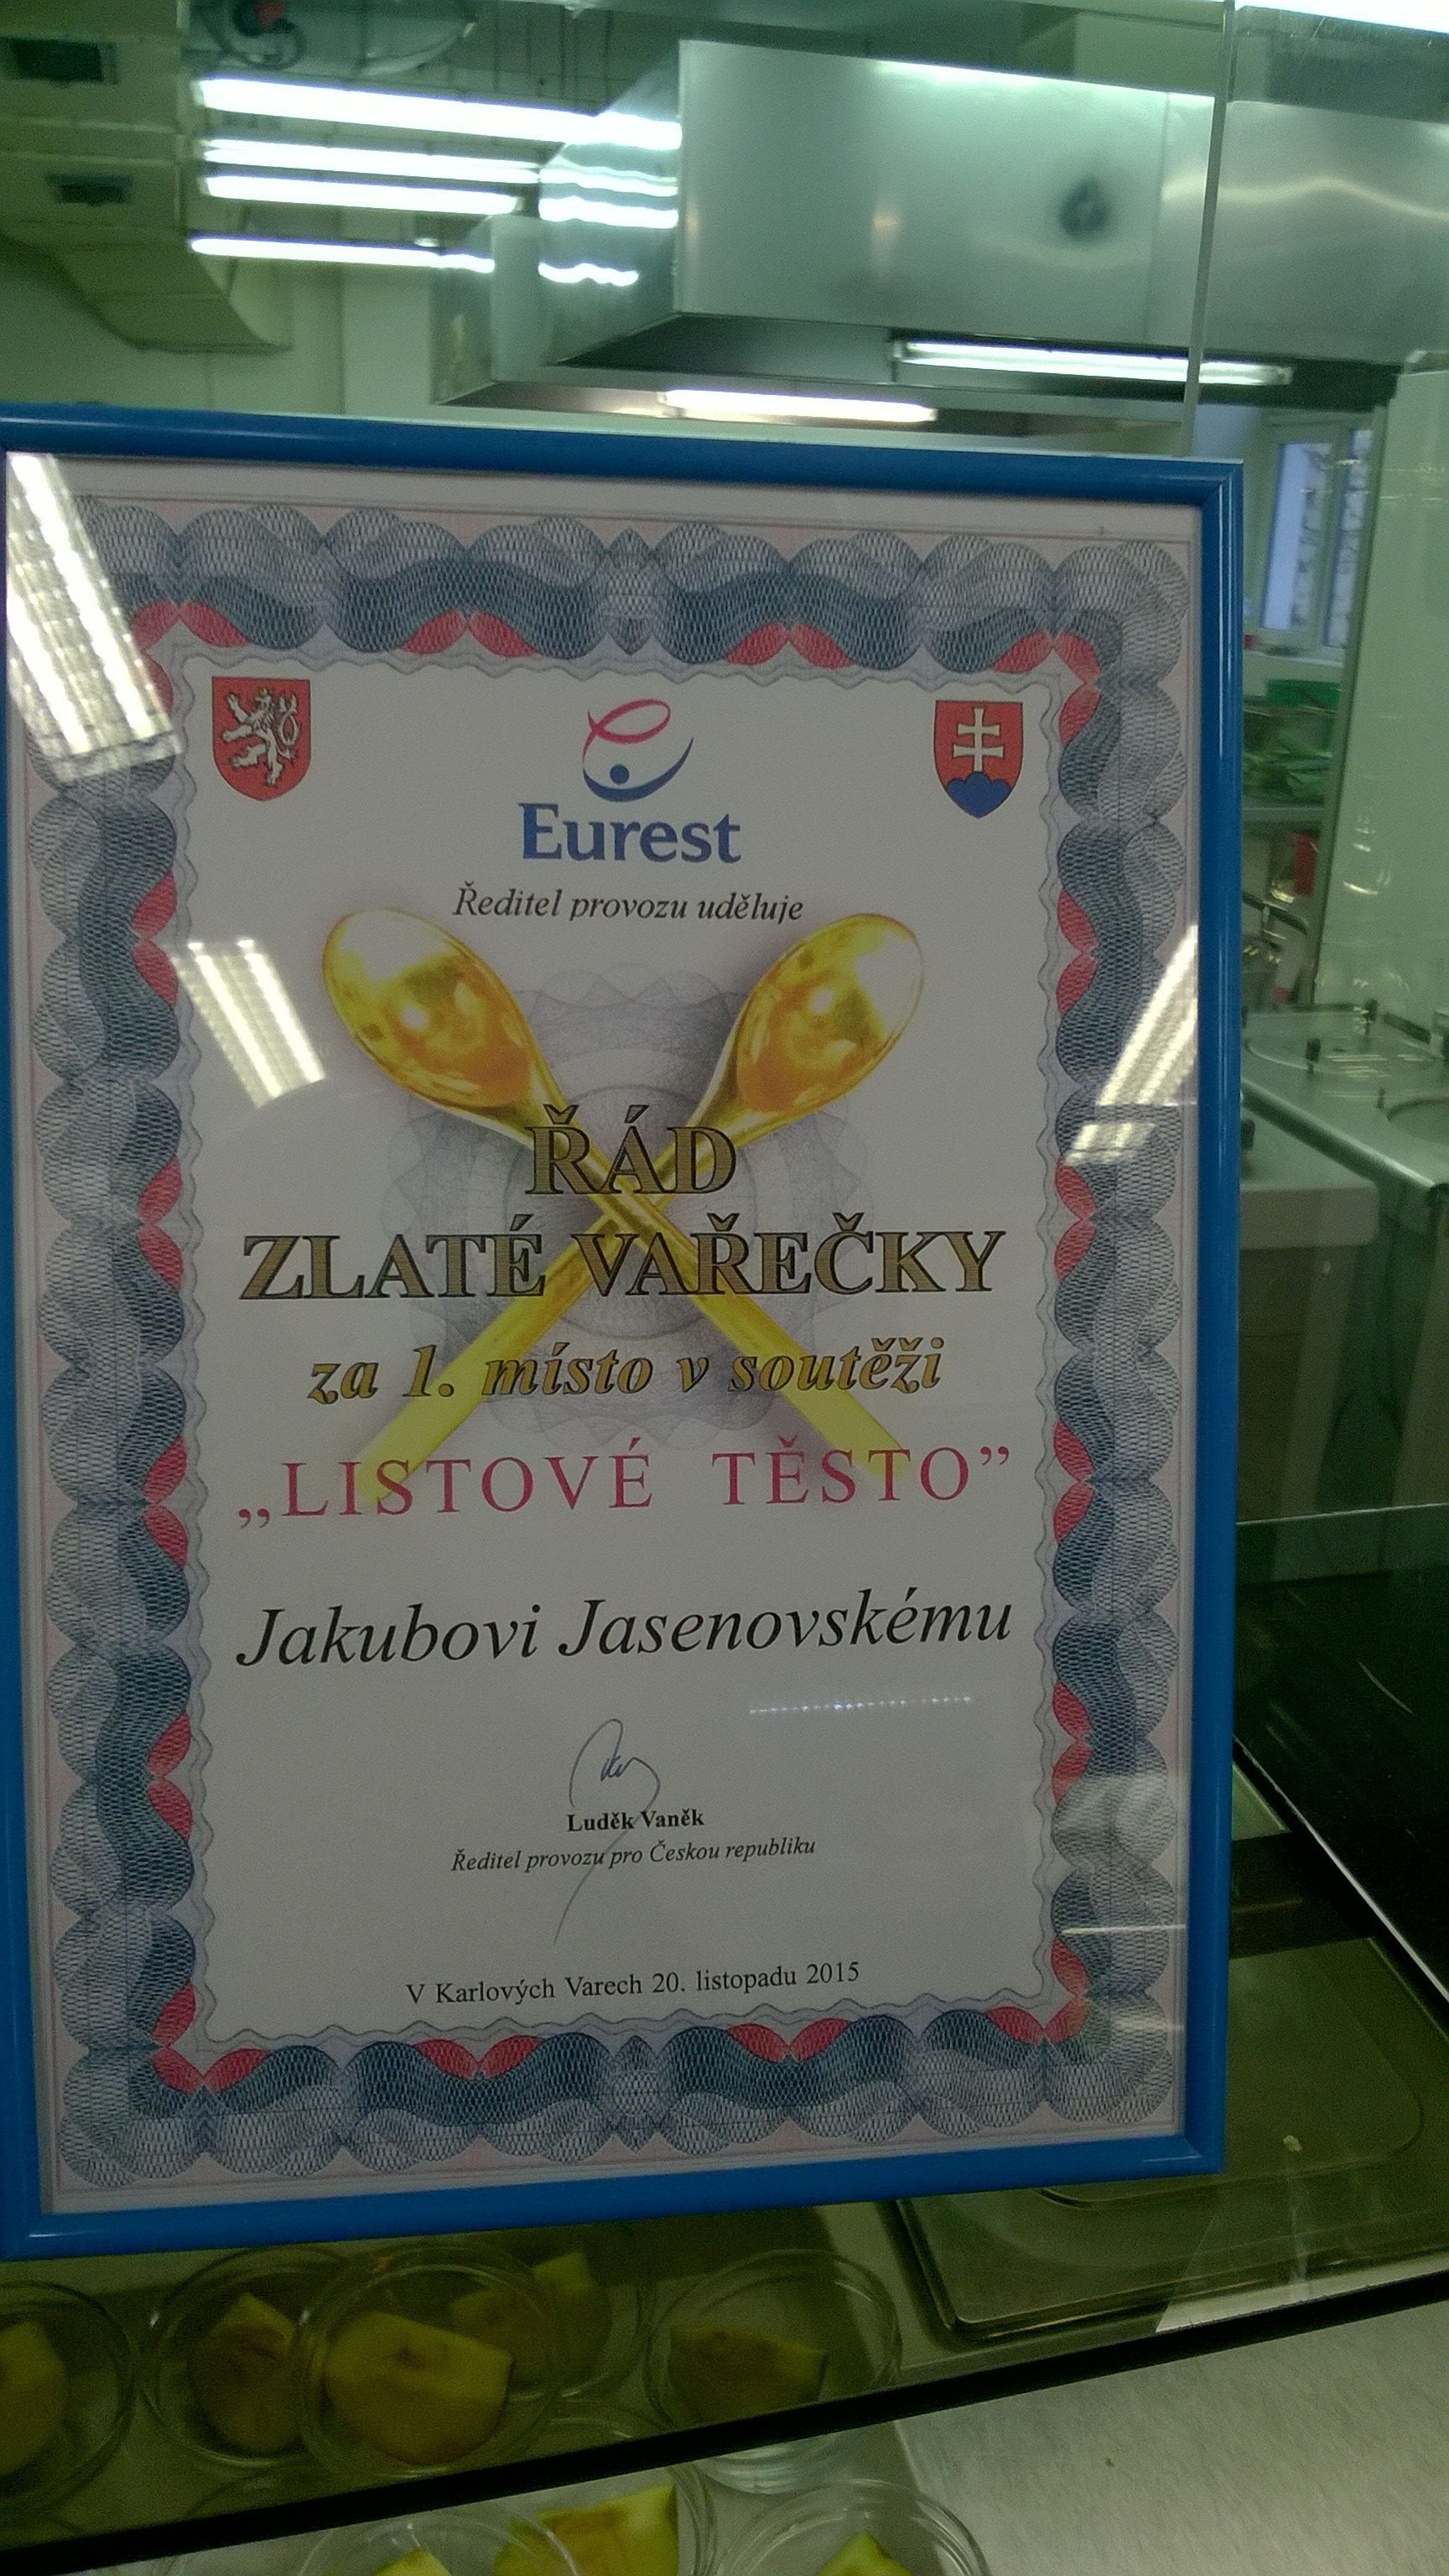 Eurest
Ředitel provozu uděluje
ŘÁD
ZLATÉ VAŘEČKY
za 1. místo v soutěži
„LISTOVÉ TĚSTO”
Jakubovi Jasenovskému
Luděk Vaněk
Ředitel provozu pro Českou republiku
V Karlových Varech 20. listopadu 2015